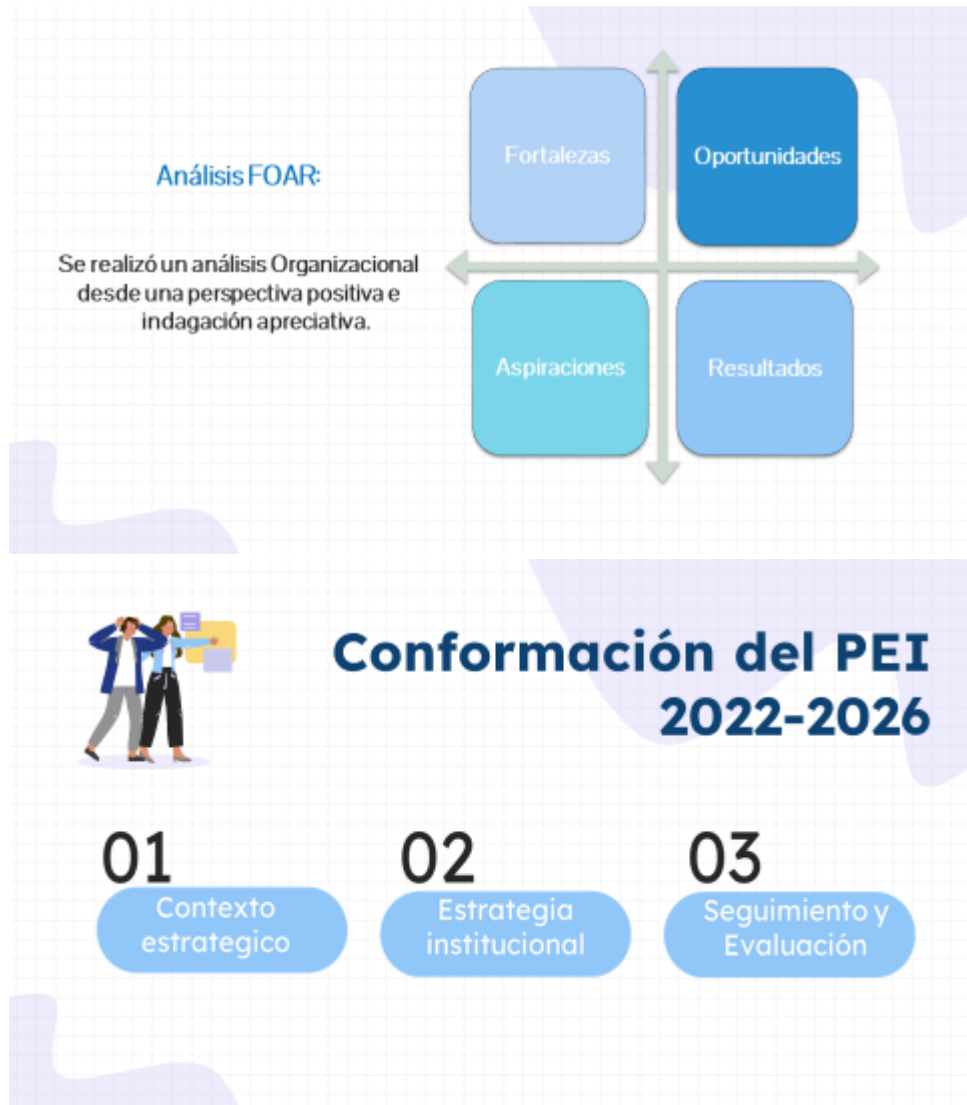 Análisis FOAR:
Se realizó un análisis Organizacional
desde una perspectiva positiva e
indagación apreciativa.
Fortalezas
Oportunidades
Aspiraciones
Resultados
Conformación del PEI
2022-2026
01
Contexto
estrategico
02
Estrategia
institucional
03
Seguimiento y
Evaluación